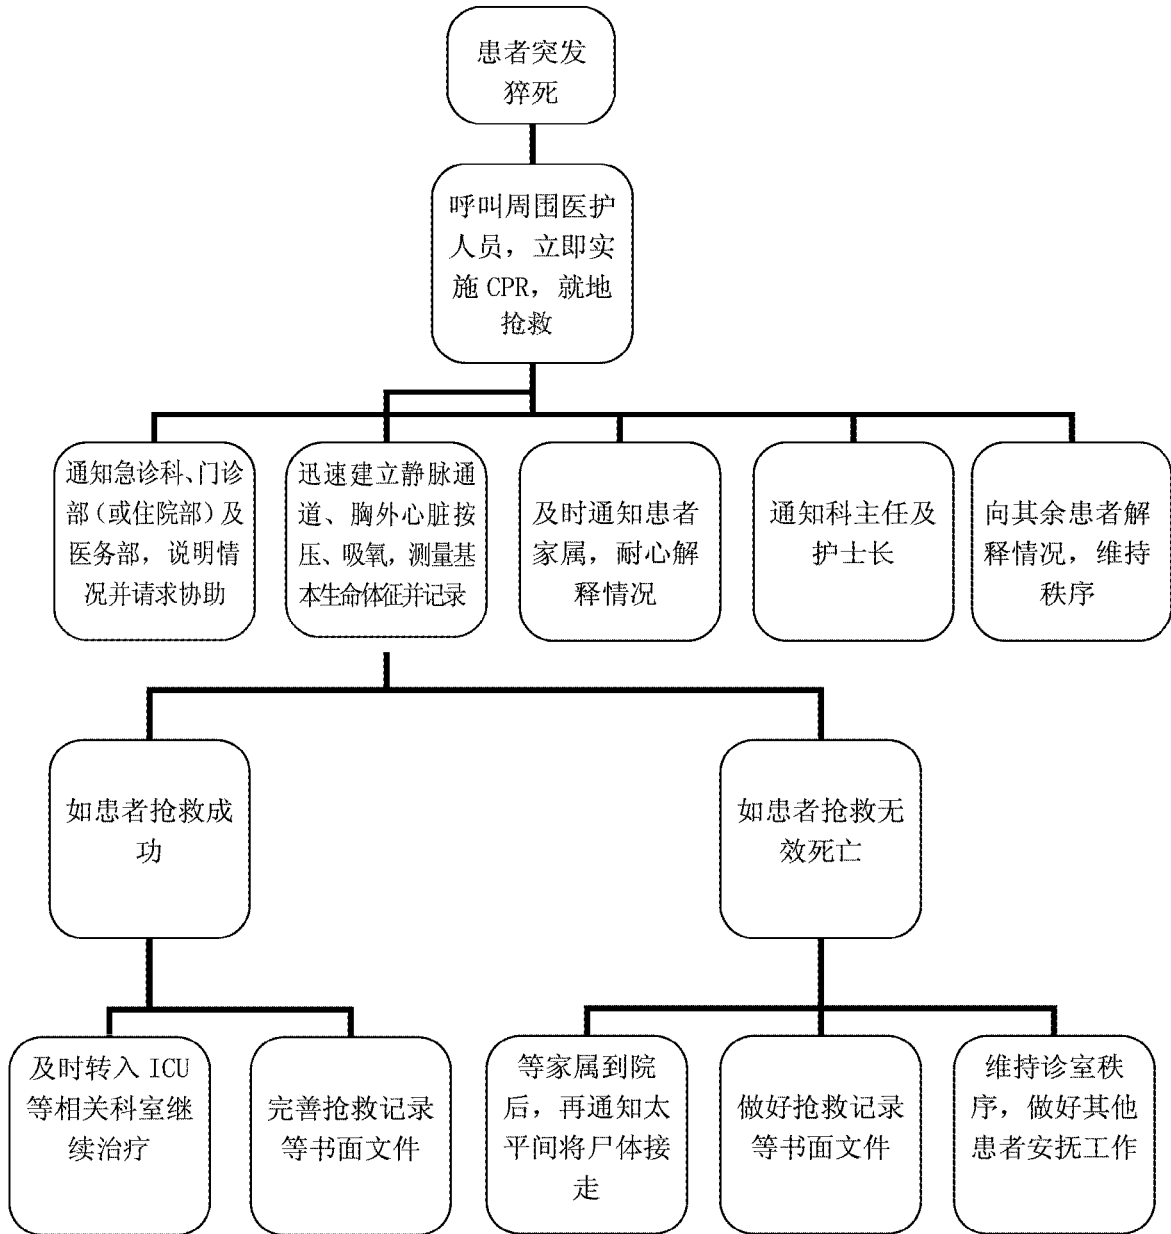 患者突发
猝死
呼叫周围医护
人员，立即实
施 CPR，就地
抢救
通知急诊科、门诊
部（或住院部）及
医务部，说明情
况并请求协助
迅速建立静脉通
道、胸外心脏按
压、吸氧，测量基
本生命体征并记录
及时通知患者
家属，耐心解
释情况
通知科主任及
护士长
向其余患者解
释情况，维持
秩序
如患者抢救成
功
如患者抢救无
效死亡
及时转入 ICU
等相关科室继
续治疗
完善抢救记录
等书面文件
等家属到院
后，再通知太
平间将尸体接
走
做好抢救记录
等书面文件
维持诊室秩
序，做好其他
患者安抚工作